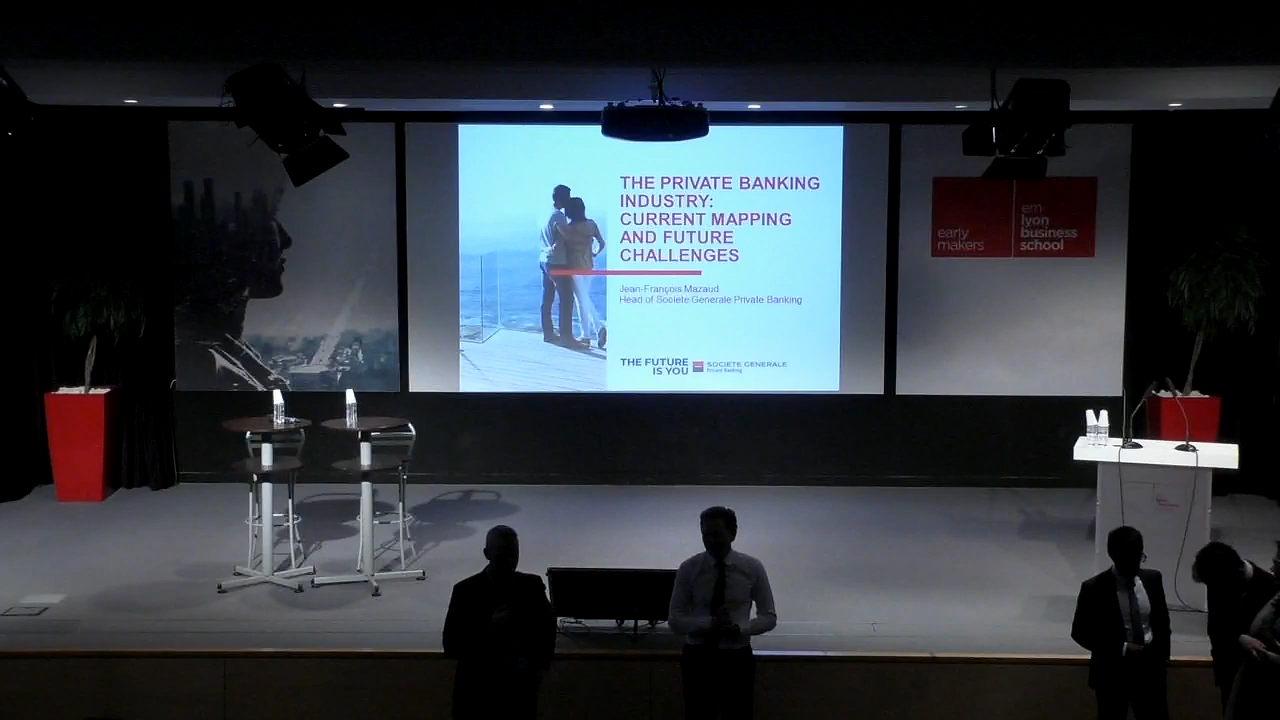 THE PRIVATE BANKING
INDUSTRY:
CURRENT MAPPING
AND FUTURE
CHALLENGES
Jean-François Mazaud
Head of Societe Generale Private Banking
THE FUTURE
IS YOU
SOCIETE GENERALE
Private Banking
early
makers
em
lyon
business
school